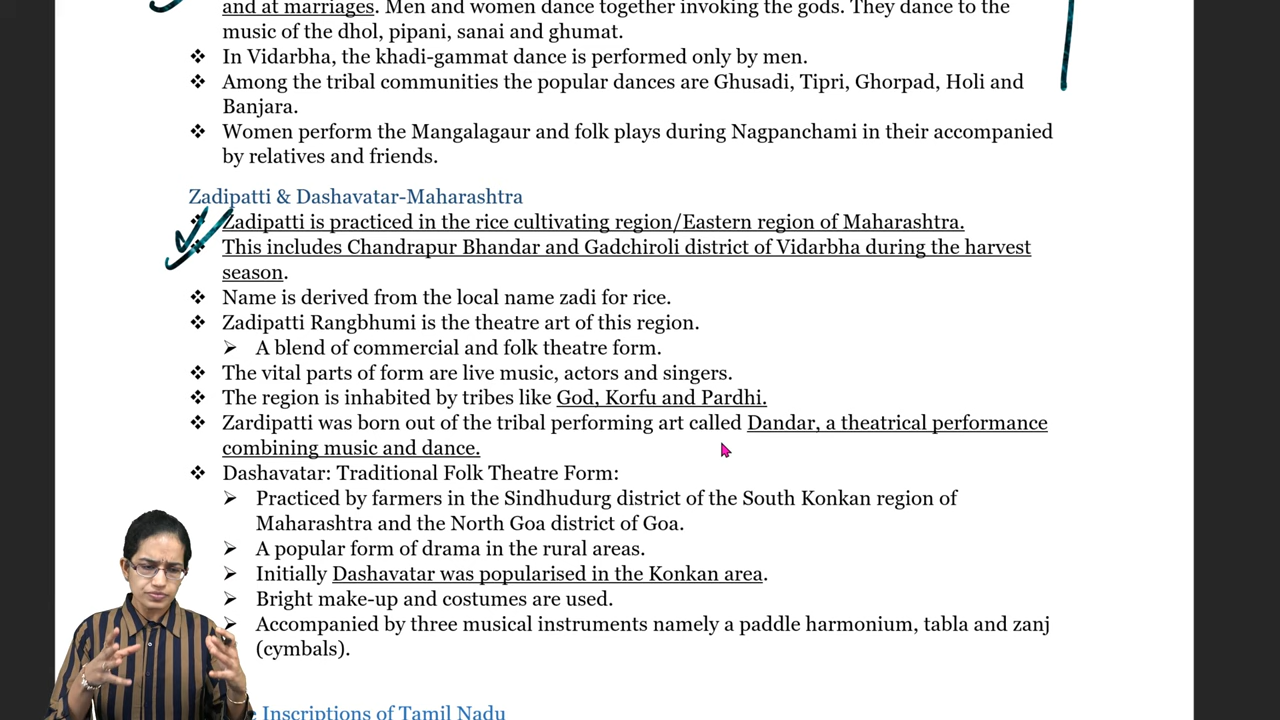 and at marriages. Men and women dance together invoking the gods. They dance to the
music of the dhol, pipani, sanai and ghumat.
❖ In Vidarbha, the khadi-gammat dance is performed only by men.
❖ Among the tribal communities the popular dances are Ghusadi, Tipri, Ghorpad, Holi and
Banjara.
❖ Women perform the Mangalagaur and folk plays during Nagpanchami in their accompanied
by relatives and friends.
Zadipatti & Dashavatar-Maharashtra
❖ Zadipatti is practiced in the rice cultivating region/Eastern region of Maharashtra.
❖ This includes Chandrapur Bhandar and Gadchiroli district of Vidarbha during the harvest
season.
❖ Name is derived from the local name zadi for rice.
❖ Zadipatti Rangbhumi is the theatre art of this region.
➢ A blend of commercial and folk theatre form.
❖ The vital parts of form are live music, actors and singers.
❖ The region is inhabited by tribes like God, Korfu and Pardhi.
❖ Zardipatti was born out of the tribal performing art called Dandar, a theatrical performance
combining music and dance.
❖ Dashavatar: Traditional Folk Theatre Form:
➢ Practiced by farmers in the Sindhudurg district of the South Konkan region of
Maharashtra and the North Goa district of Goa.
➢ A popular form of drama in the rural areas.
➢ Initially Dashavatar was popularised in the Konkan area.
➢ Bright make-up and costumes are used.
➢ Accompanied by three musical instruments namely a paddle harmonium, tabla and zanj
(cymbals).
Inscriptions of Tamil Nadu